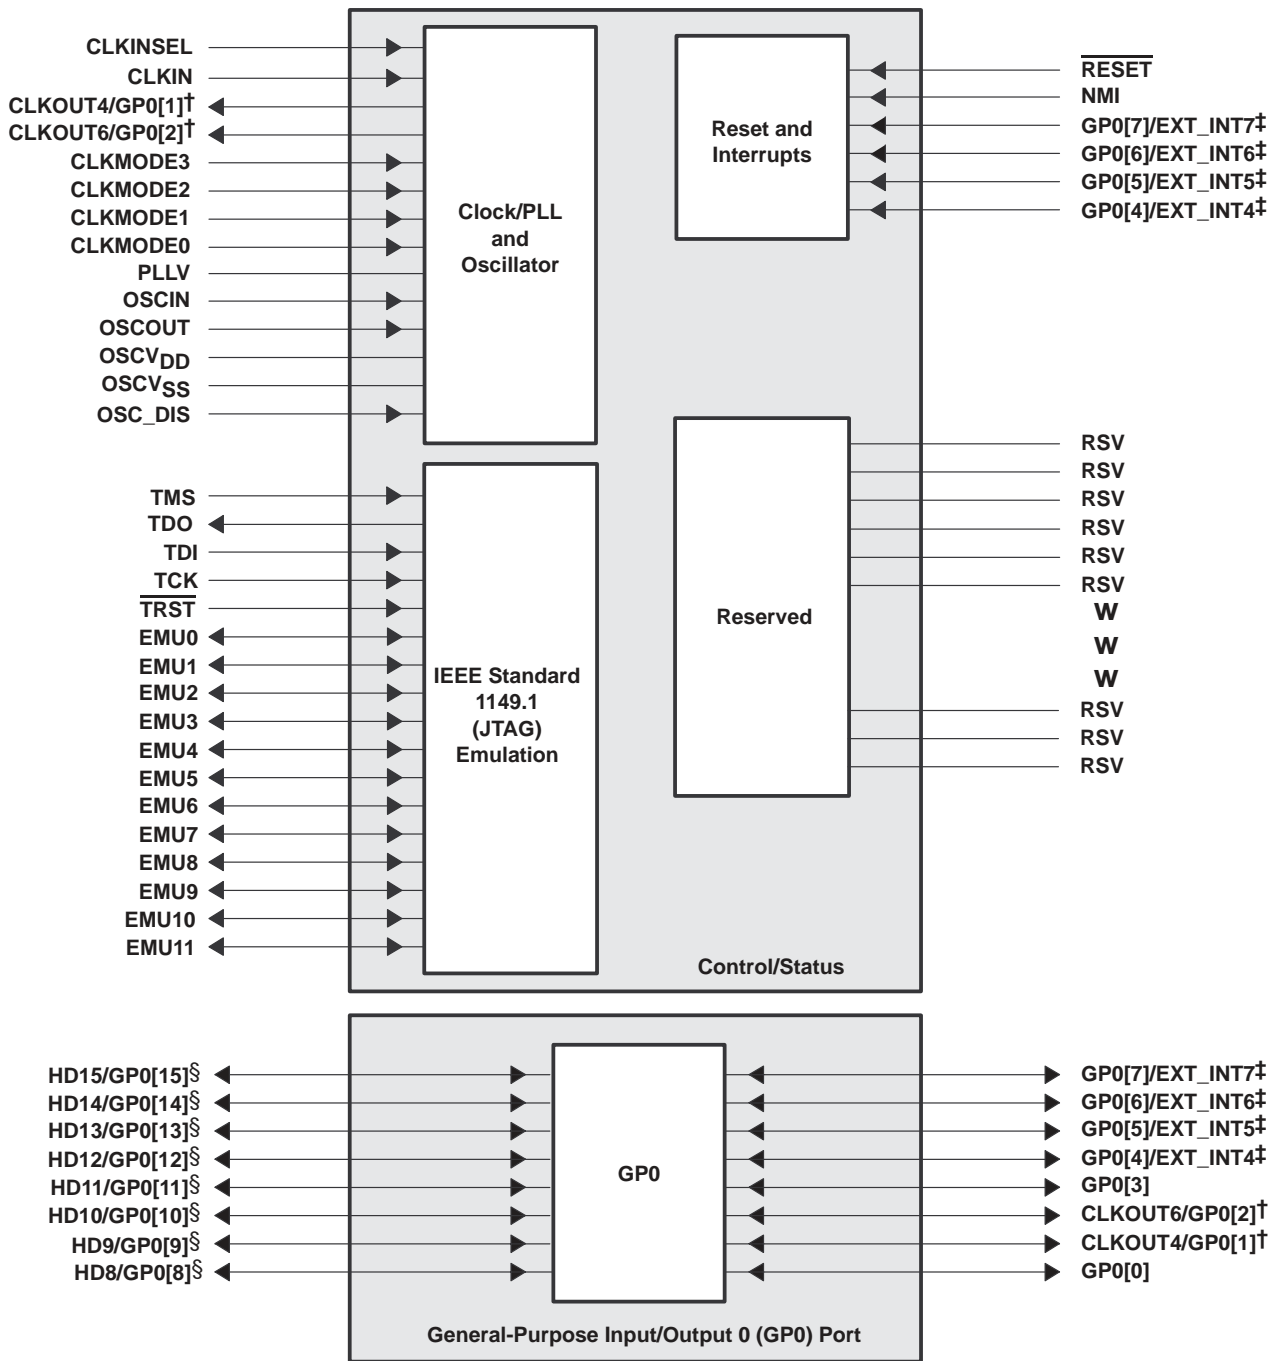 CLKINSEL
CLKIN
CLKOUT4/GP0[1]†
CLKOUT6/GP0[2]†
CLKMODE3
CLKMODE2
CLKMODE1
CLKMODE0
PLLV
OSCIN
OSCOUT
OSCVDD
OSCVSS
OSC_DIS
Clock/PLL
and
Oscillator
Reset and
Interrupts
RESET
NMI
GP0[7]/EXT_INT7‡
GP0[6]/EXT_INT6‡
GP0[5]/EXT_INT5‡
GP0[4]/EXT_INT4‡
TMS
TDO
TDI
TCK
TRST
EMU0
EMU1
EMU2
EMU3
EMU4
EMU5
EMU6
EMU7
EMU8
EMU9
EMU10
EMU11
IEEE Standard
1149.1
(JTAG)
Emulation
Reserved
RSV
RSV
RSV
RSV
RSV
RSV
W
W
W
RSV
RSV
RSV
Control/Status
HD15/GP0[15]§
HD14/GP0[14]§
HD13/GP0[13]§
HD12/GP0[12]§
HD11/GP0[11]§
HD10/GP0[10]§
HD9/GP0[9]§
HD8/GP0[8]§
GP0
GP0[7]/EXT_INT7‡
GP0[6]/EXT_INT6‡
GP0[5]/EXT_INT5‡
GP0[4]/EXT_INT4‡
GP0[3]
CLKOUT6/GP0[2]†
CLKOUT4/GP0[1]†
GP0[0]
General-Purpose Input/Output 0 (GP0) Port